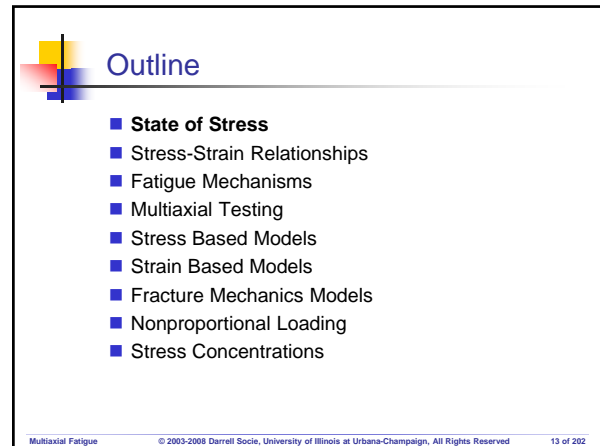 Outline
State of Stress
Stress-Strain Relationships
Fatigue Mechanisms
Multiaxial Testing
Stress Based Models
Strain Based Models
Fracture Mechanics Models
Nonproportional Loading
Stress Concentrations
Multiaxial Fatigue © 2003-2008 Darrell Socie, University of Illinois at Urbana-Champaign, All Rights Reserved 13 of 202